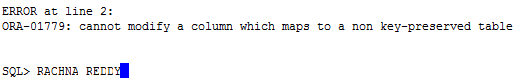 ERROR at line 2:
ORA-01779: cannot modify a column which maps to a non key-preserved table
SQL> RACHNA REDDY